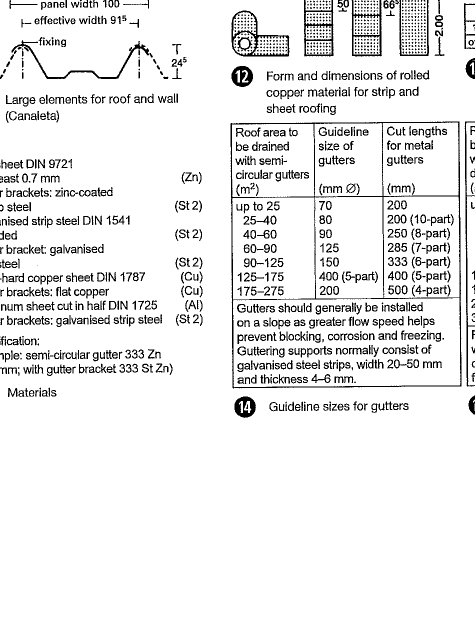 panel width 100
effective width 91⁵
fixing
24⁵
Large elements for roof and wall
(Canaleta)
sheet DIN 9721
east 0.7 mm (Zn)
r brackets: zinc-coated
p steel (St 2)
anised strip steel DIN 1541
ded (St 2)
er bracket: galvanised
steel (St 2)
-hard copper sheet DIN 1787 (Cu)
er brackets: flat copper (Cu)
num sheet cut in half DIN 1725 (Al)
er brackets: galvanised strip steel (St 2)
ification:
mple: semi-circular gutter 333 Zn
mm; with gutter bracket 333 St Zn)
Materials
50
66⁵
2.00
12 Form and dimensions of rolled
copper material for strip and
sheet roofing
Roof area to Guideline Cut lengths
be drained size of for metal
with semi- gutters gutters
circular gutters
(m²) (mm Ø) (mm)
up to 25 70 200
25–40 80 200 (10-part)
40–60 90 250 (8-part)
60–90 125 285 (7-part)
90–125 150 333 (6-part)
125–175 400 (5-part) 400 (5-part)
175–275 200 500 (4-part)
Gutters should generally be installed
on a slope as greater flow speed helps
prevent blocking, corrosion and freezing.
Guttering supports normally consist of
galvanised steel strips, width 20–50 mm
and thickness 4–6 mm.
14 Guideline sizes for gutters